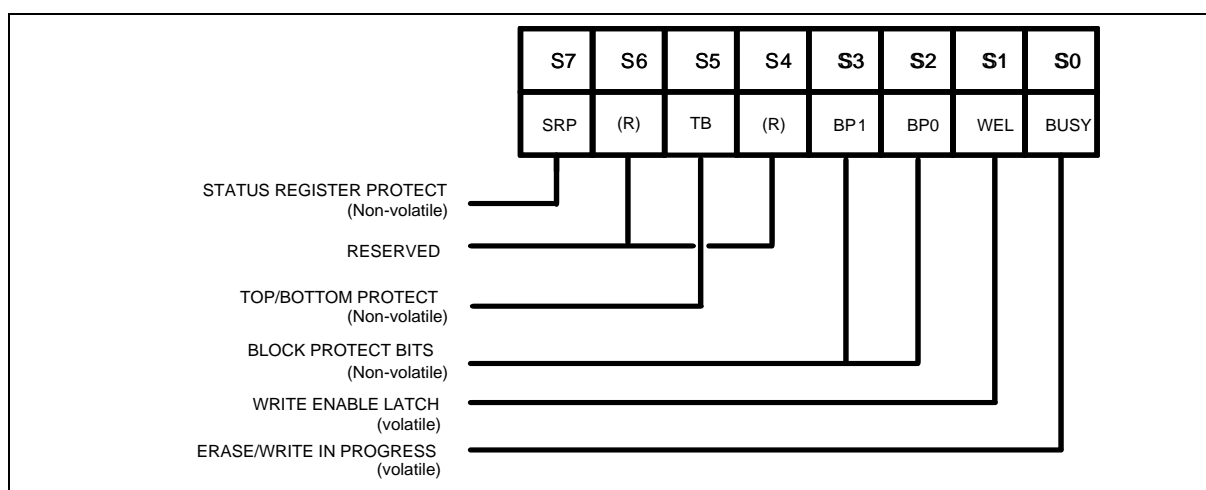 S7 S6 S5 S4 S3 S2 S1 S0
SRP (R) TB (R) BP1 BP0 WEL BUSY
STATUS REGISTER PROTECT
(Non-volatile)
RESERVED
TOP/BOTTOM PROTECT
(Non-volatile)
BLOCK PROTECT BITS
(Non-volatile)
WRITE ENABLE LATCH
(volatile)
ERASE/WRITE IN PROGRESS
(volatile)